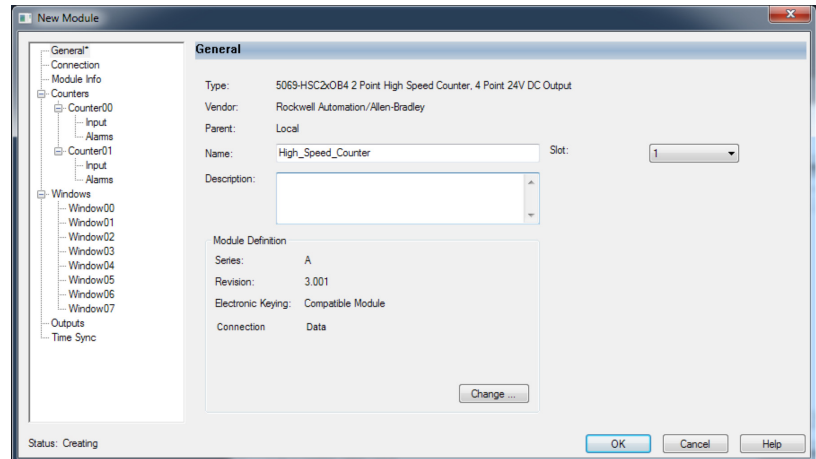 New Module
General*
Connection
Module Info
Counters
Counter00
Input
Alarms
Counter01
Input
Alarms
Windows
Window00
Window01
Window02
Window03
Window04
Window05
Window06
Window07
Outputs
Time Sync
General
Type: 5069-HSC2xOB4 2 Point High Speed Counter, 4 Point 24V DC Output
Vendor: Rockwell Automation/Allen-Bradley
Parent: Local
Name: High_Speed_Counter Slot: 1
Description:
Module Definition
Series: A
Revision: 3.001
Electronic Keying: Compatible Module
Connection Data
Change ...
Status: Creating OK Cancel Help